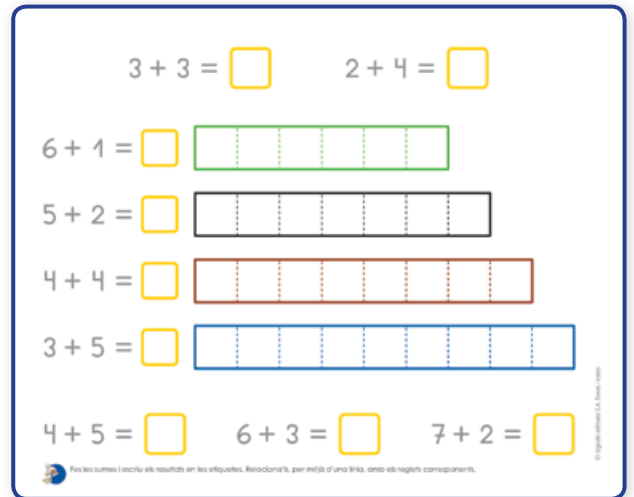 3 + 3 =
2 + 4 =
6 + 1 =
5 + 2 =
4 + 4 =
3 + 5 =
4 + 5 =
6 + 3 =
7 + 2 =
Fes les sumes i escriu els resultats en les etiquetes. Relaciona'ls, per mitjà d'una línia, amb els reglets corresponents.